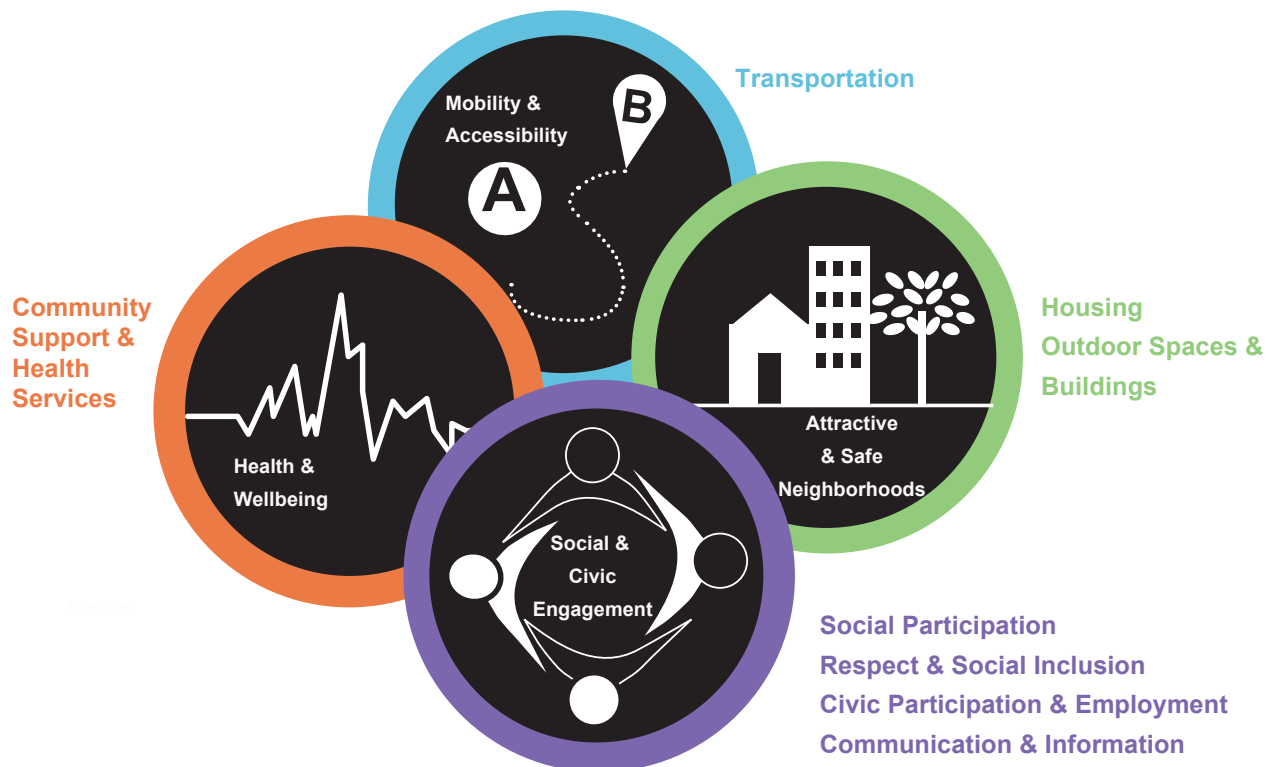 Transportation
Mobility &
Accessibility
A
B
Community
Support &
Health
Services
Health &
Wellbeing
Housing
Outdoor Spaces &
Buildings
Attractive
& Safe
Neighborhoods
Social &
Civic
Engagement
Social Participation
Respect & Social Inclusion
Civic Participation & Employment
Communication & Information